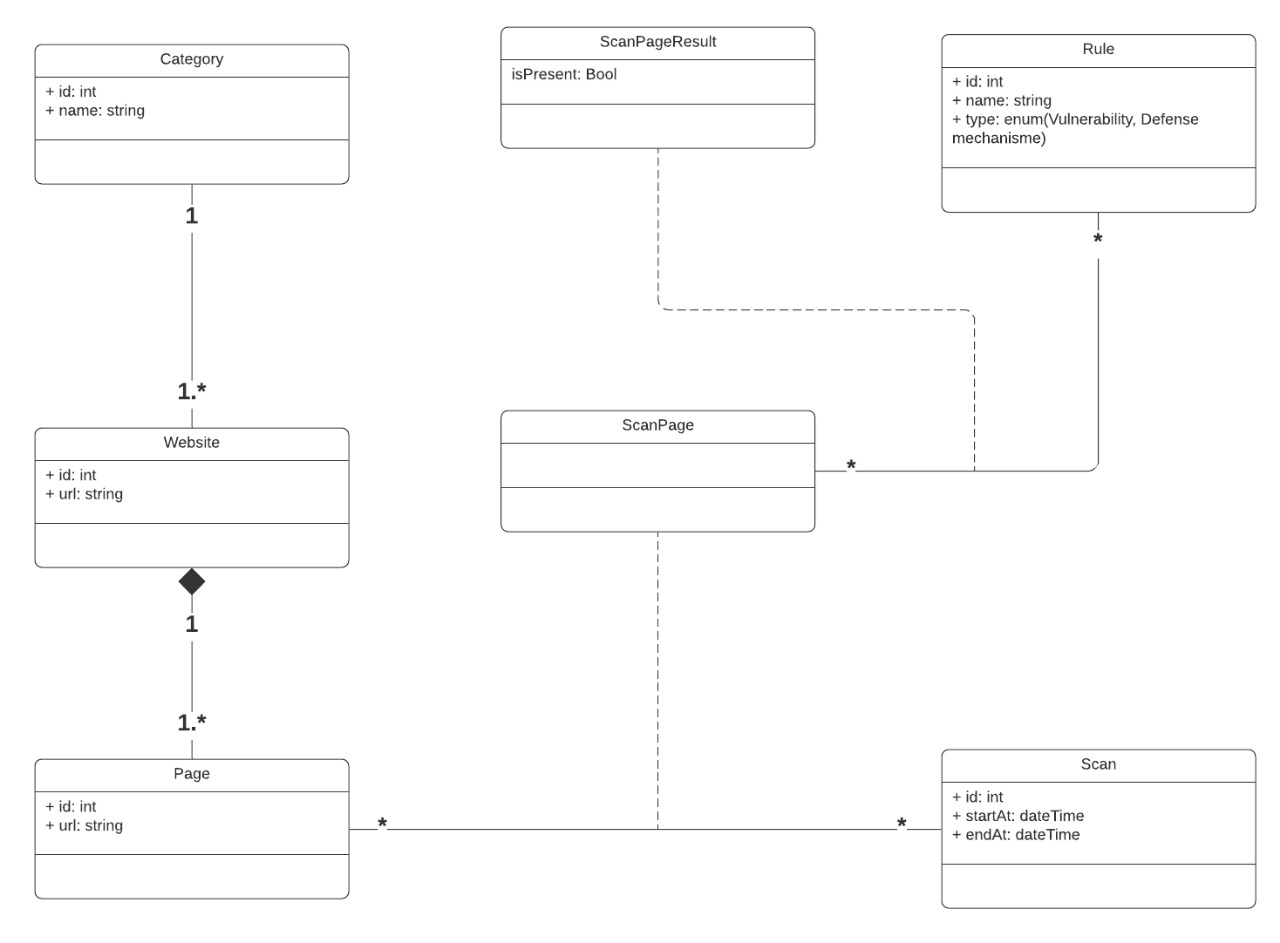 Category
+ id: int
+ name: string
1
1.*
Website
+ id: int
+ url: string
1
1.*
Page
+ id: int
+ url: string
*
*
ScanPageResult
isPresent: Bool
ScanPage
*
Rule
+ id: int
+ name: string
+ type: enum(Vulnerability, Defense
mechanisme)
*
Scan
+ id: int
+ startAt: dateTime
+ endAt: dateTime